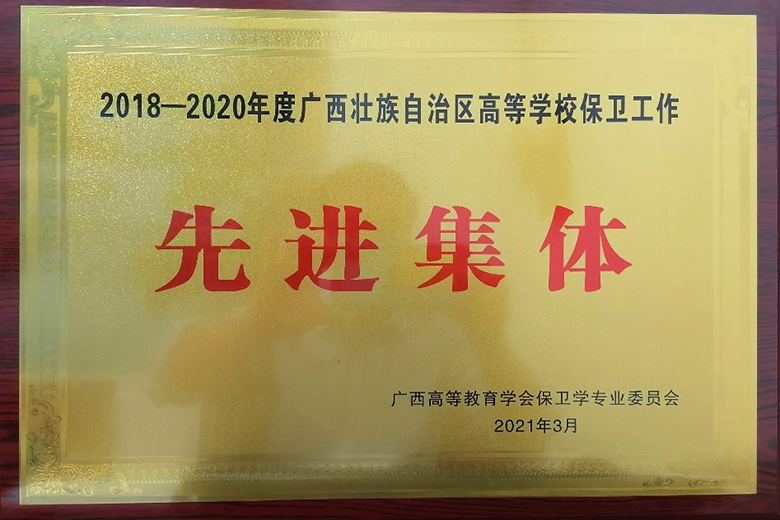 2018—2020年度广西壮族自治区高等学校保卫工作
先进集体
广西高等教育学会保卫学专业委员会
2021年3月